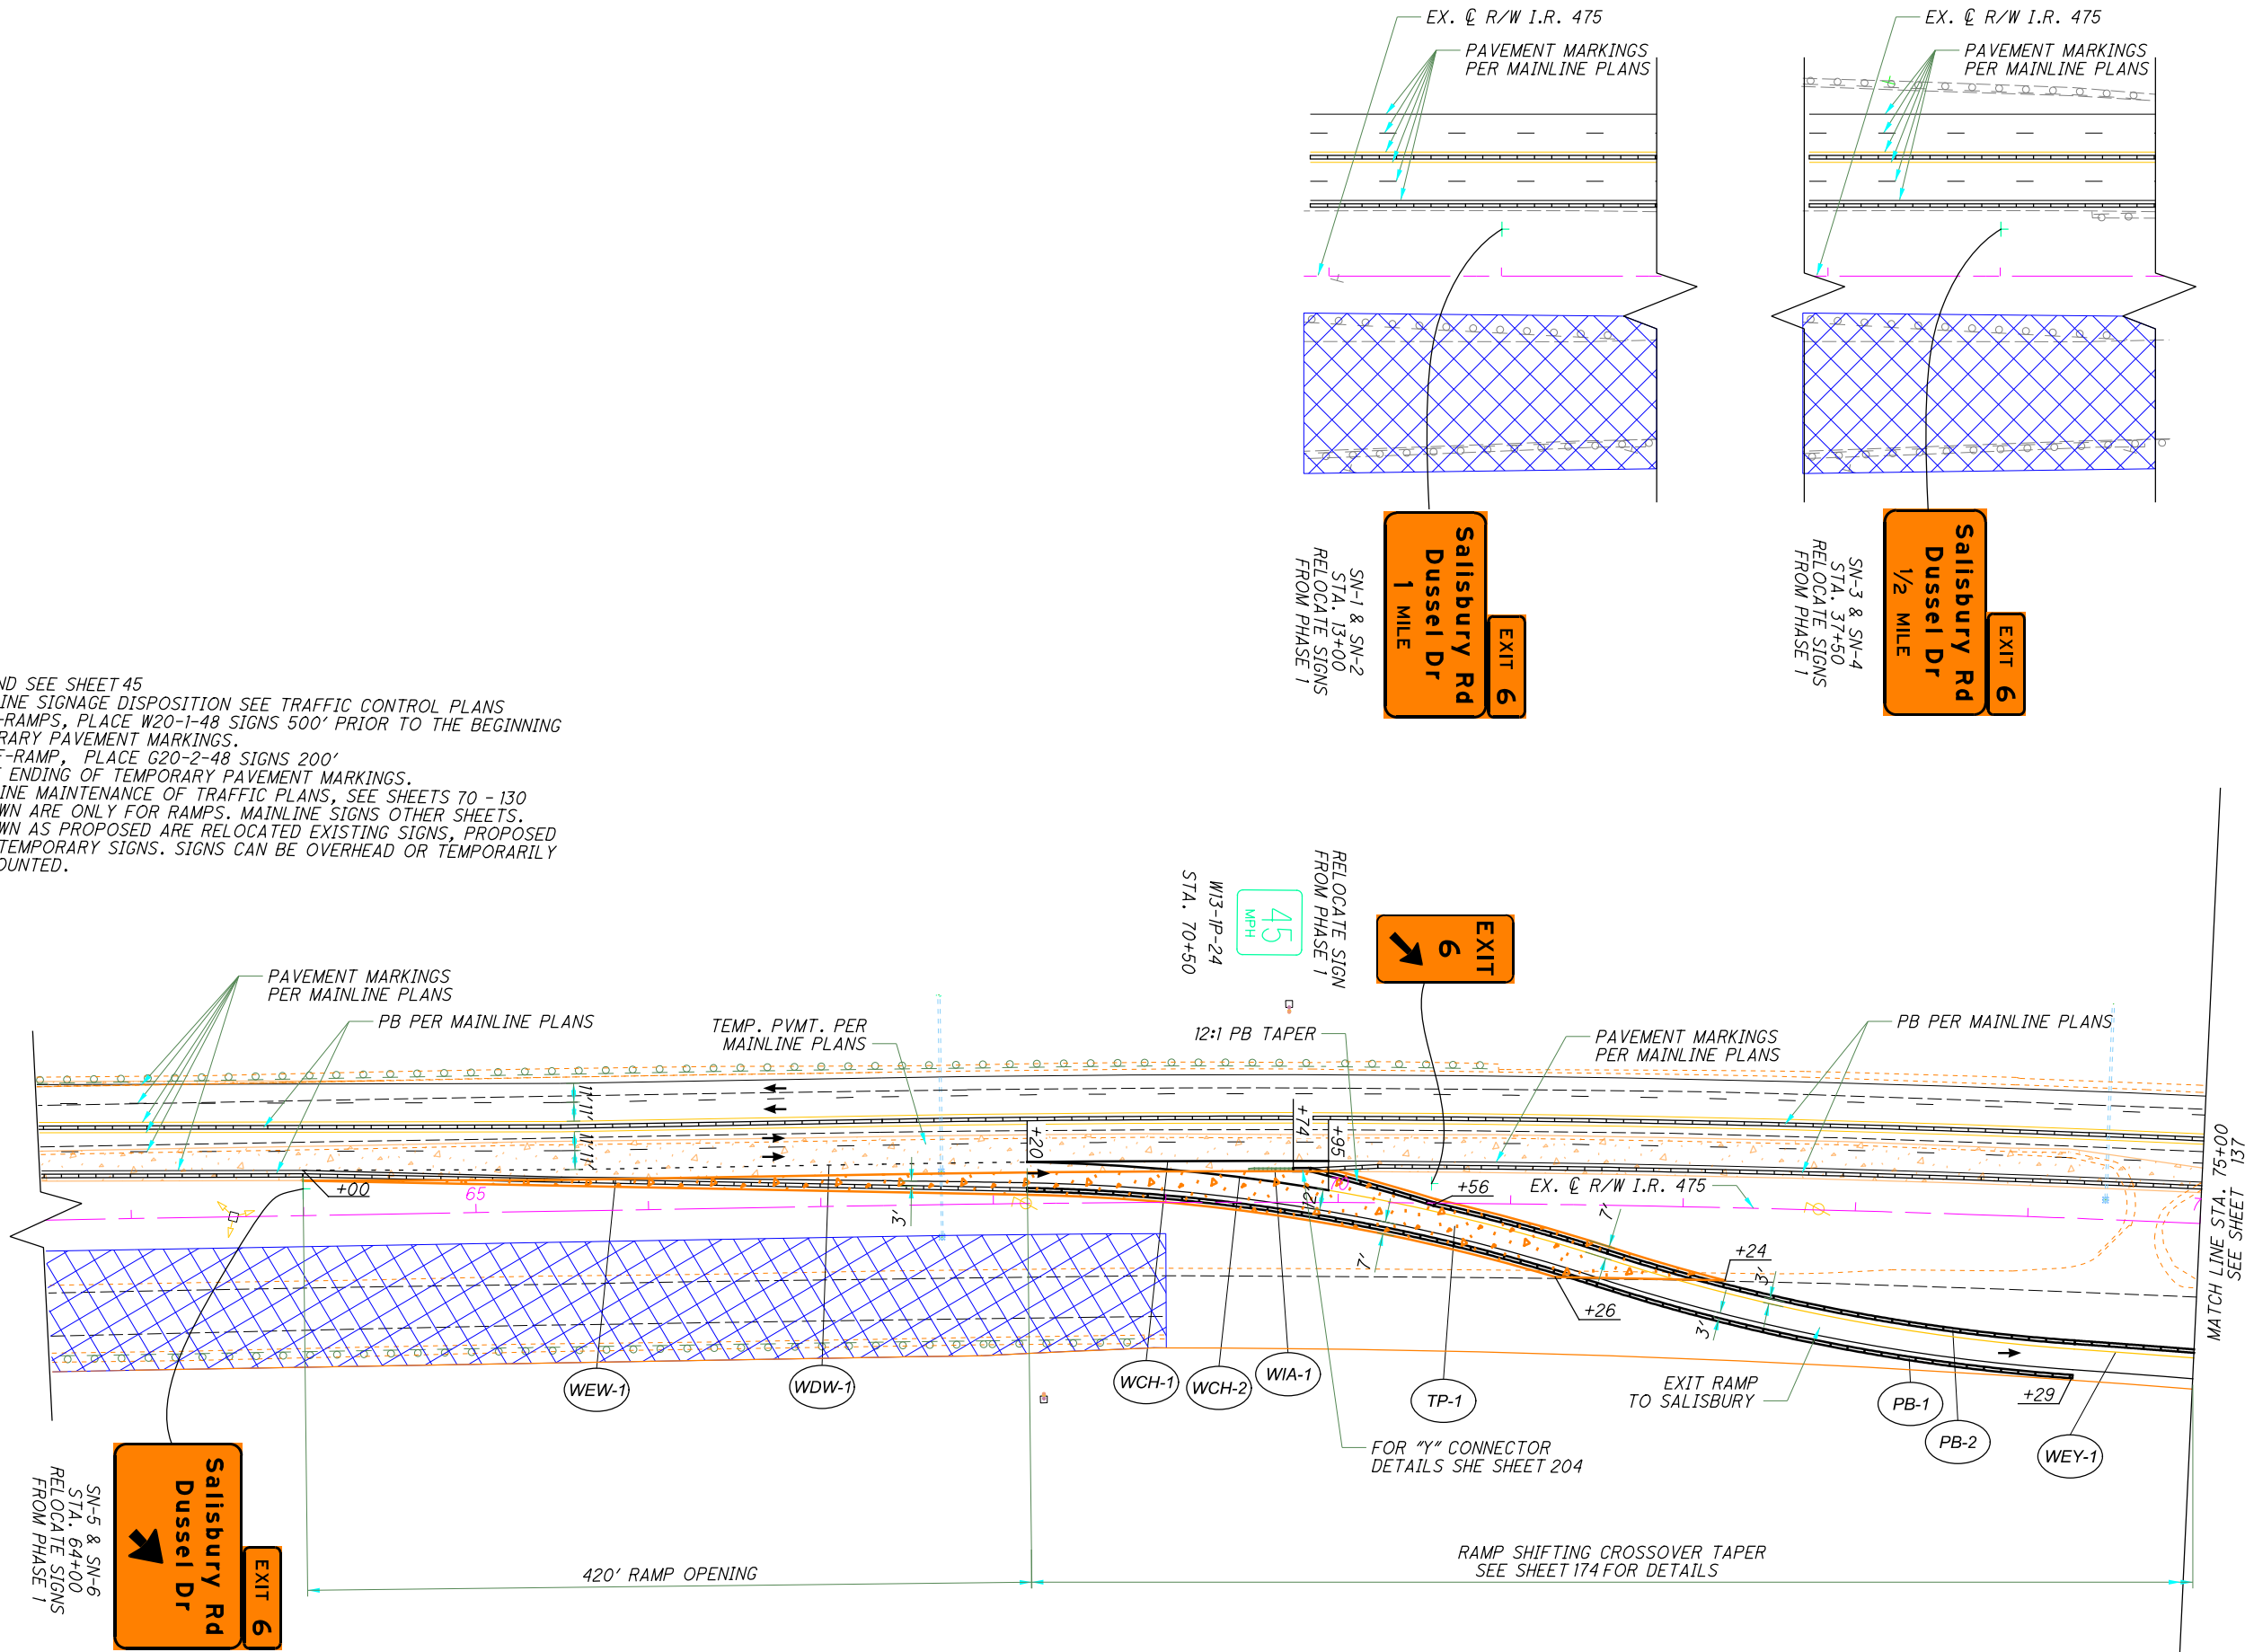 EX. ℄ R/W I.R. 475
PAVEMENT MARKINGS
PER MAINLINE PLANS
EX. ℄ R/W I.R. 475
PAVEMENT MARKINGS
PER MAINLINE PLANS
EXIT 6
Salisbury Rd
Dussel Dr
1 MILE
SN-1 & SN-2
STA. 13+00
RELOCATE SIGNS
FROM PHASE 1
EXIT 6
Salisbury Rd
Dussel Dr
1/2 MILE
SN-3 & SN-4
STA. 37+50
RELOCATE SIGNS
FROM PHASE 1
ND SEE SHEET 45
INE SIGNAGE DISPOSITION SEE TRAFFIC CONTROL PLANS
-RAMPS, PLACE W20-1-48 SIGNS 500' PRIOR TO THE BEGINNING
RARY PAVEMENT MARKINGS.
F-RAMP, PLACE G20-2-48 SIGNS 200'
ENDING OF TEMPORARY PAVEMENT MARKINGS.
INE MAINTENANCE OF TRAFFIC PLANS, SEE SHEETS 70 - 130
WN ARE ONLY FOR RAMPS. MAINLINE SIGNS OTHER SHEETS.
WN AS PROPOSED ARE RELOCATED EXISTING SIGNS, PROPOSED
TEMPORARY SIGNS. SIGNS CAN BE OVERHEAD OR TEMPORARILY
OUNTED.
RELOCATE SIGN
FROM PHASE 1
45
MPH
W13-1P-24
STA. 70+50
EXIT
6
PAVEMENT MARKINGS
PER MAINLINE PLANS
PB PER MAINLINE PLANS
TEMP. PVMT. PER
MAINLINE PLANS
12:1 PB TAPER
PAVEMENT MARKINGS
PER MAINLINE PLANS
PB PER MAINLINE PLANS
11' 11'
11' 11'
+20
+74
+95
+00
65
3'
12'
70
+56
EX. ℄ R/W I.R. 475
7'
7'
+24
3'
+26
3'
+29
MATCH LINE STA. 75+00
SEE SHEET 137
WEW-1
WDW-1
WCH-1
WCH-2
WIA-1
TP-1
EXIT RAMP
TO SALISBURY
PB-1
PB-2
WEY-1
FOR "Y" CONNECTOR
DETAILS SHE SHEET 204
EXIT 6
Salisbury Rd
Dussel Dr
SN-5 & SN-6
STA. 64+00
RELOCATE SIGNS
FROM PHASE 1
420' RAMP OPENING
RAMP SHIFTING CROSSOVER TAPER
SEE SHEET 174 FOR DETAILS